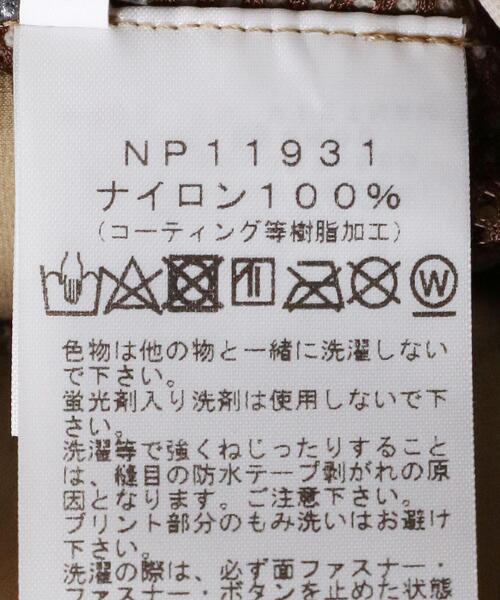 NP11931
ナイロン100%
(コーティング等樹脂加工)
W
色物は他の物と一緒に洗濯しない
で下さい。
蛍光剤入り洗剤は使用しないで下
さい。
洗濯等で強くねじったりすること
は、縫目の防水テープ剥がれの原
因となります。ご注意下さい。
プリント部分のもみ洗いはお避け
下さい。
洗濯の際は、必ず面ファスナー・
ファスナー・ボタンを止めた状態